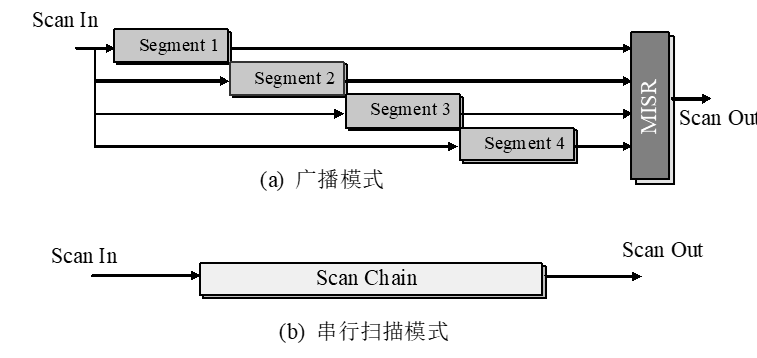 Scan In
Segment 1
Segment 2
Segment 3
Segment 4
MISR
Scan Out
(a) 广播模式
Scan In
Scan Chain
Scan Out
(b) 串行扫描模式